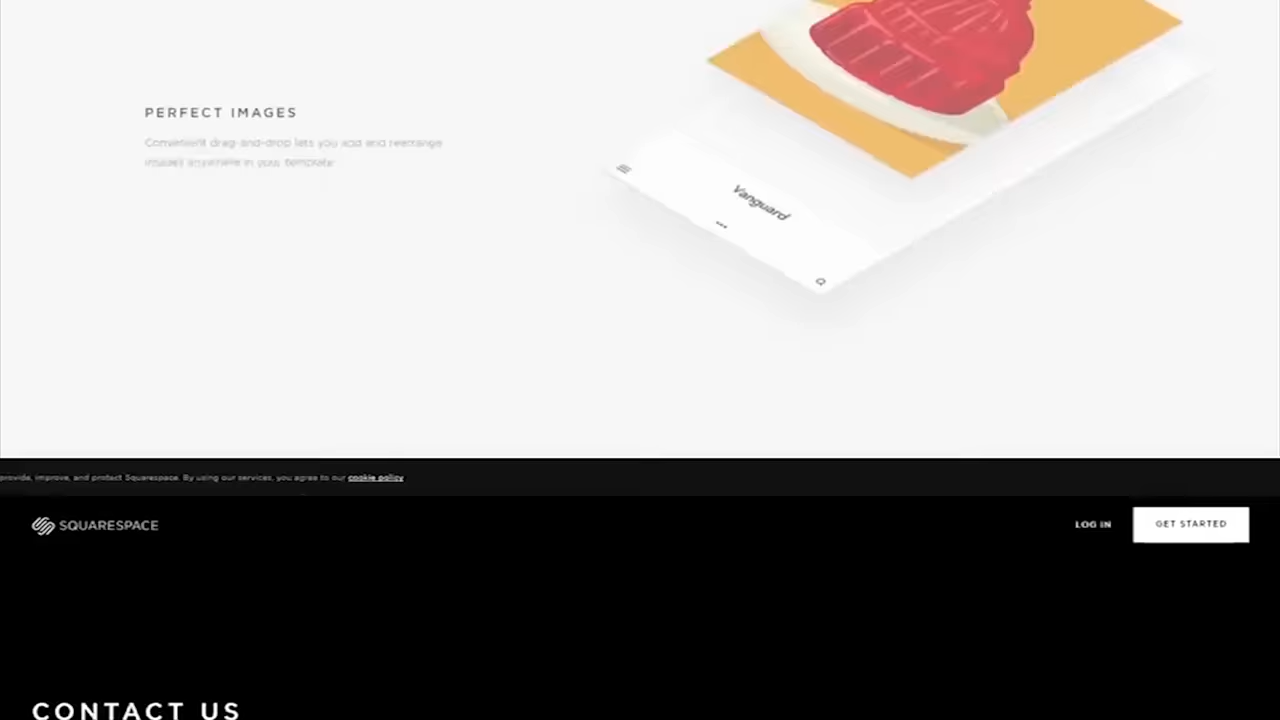 PERFECT IMAGES
Convenient drag-and-drop lets you add and rearrange
images anywhere in your template
Vanguard
provide, improve, and protect Squarespace. By using our services, you agree to our cookie policy
SQUARESPACE
LOG IN
GET STARTED
CONTACT US